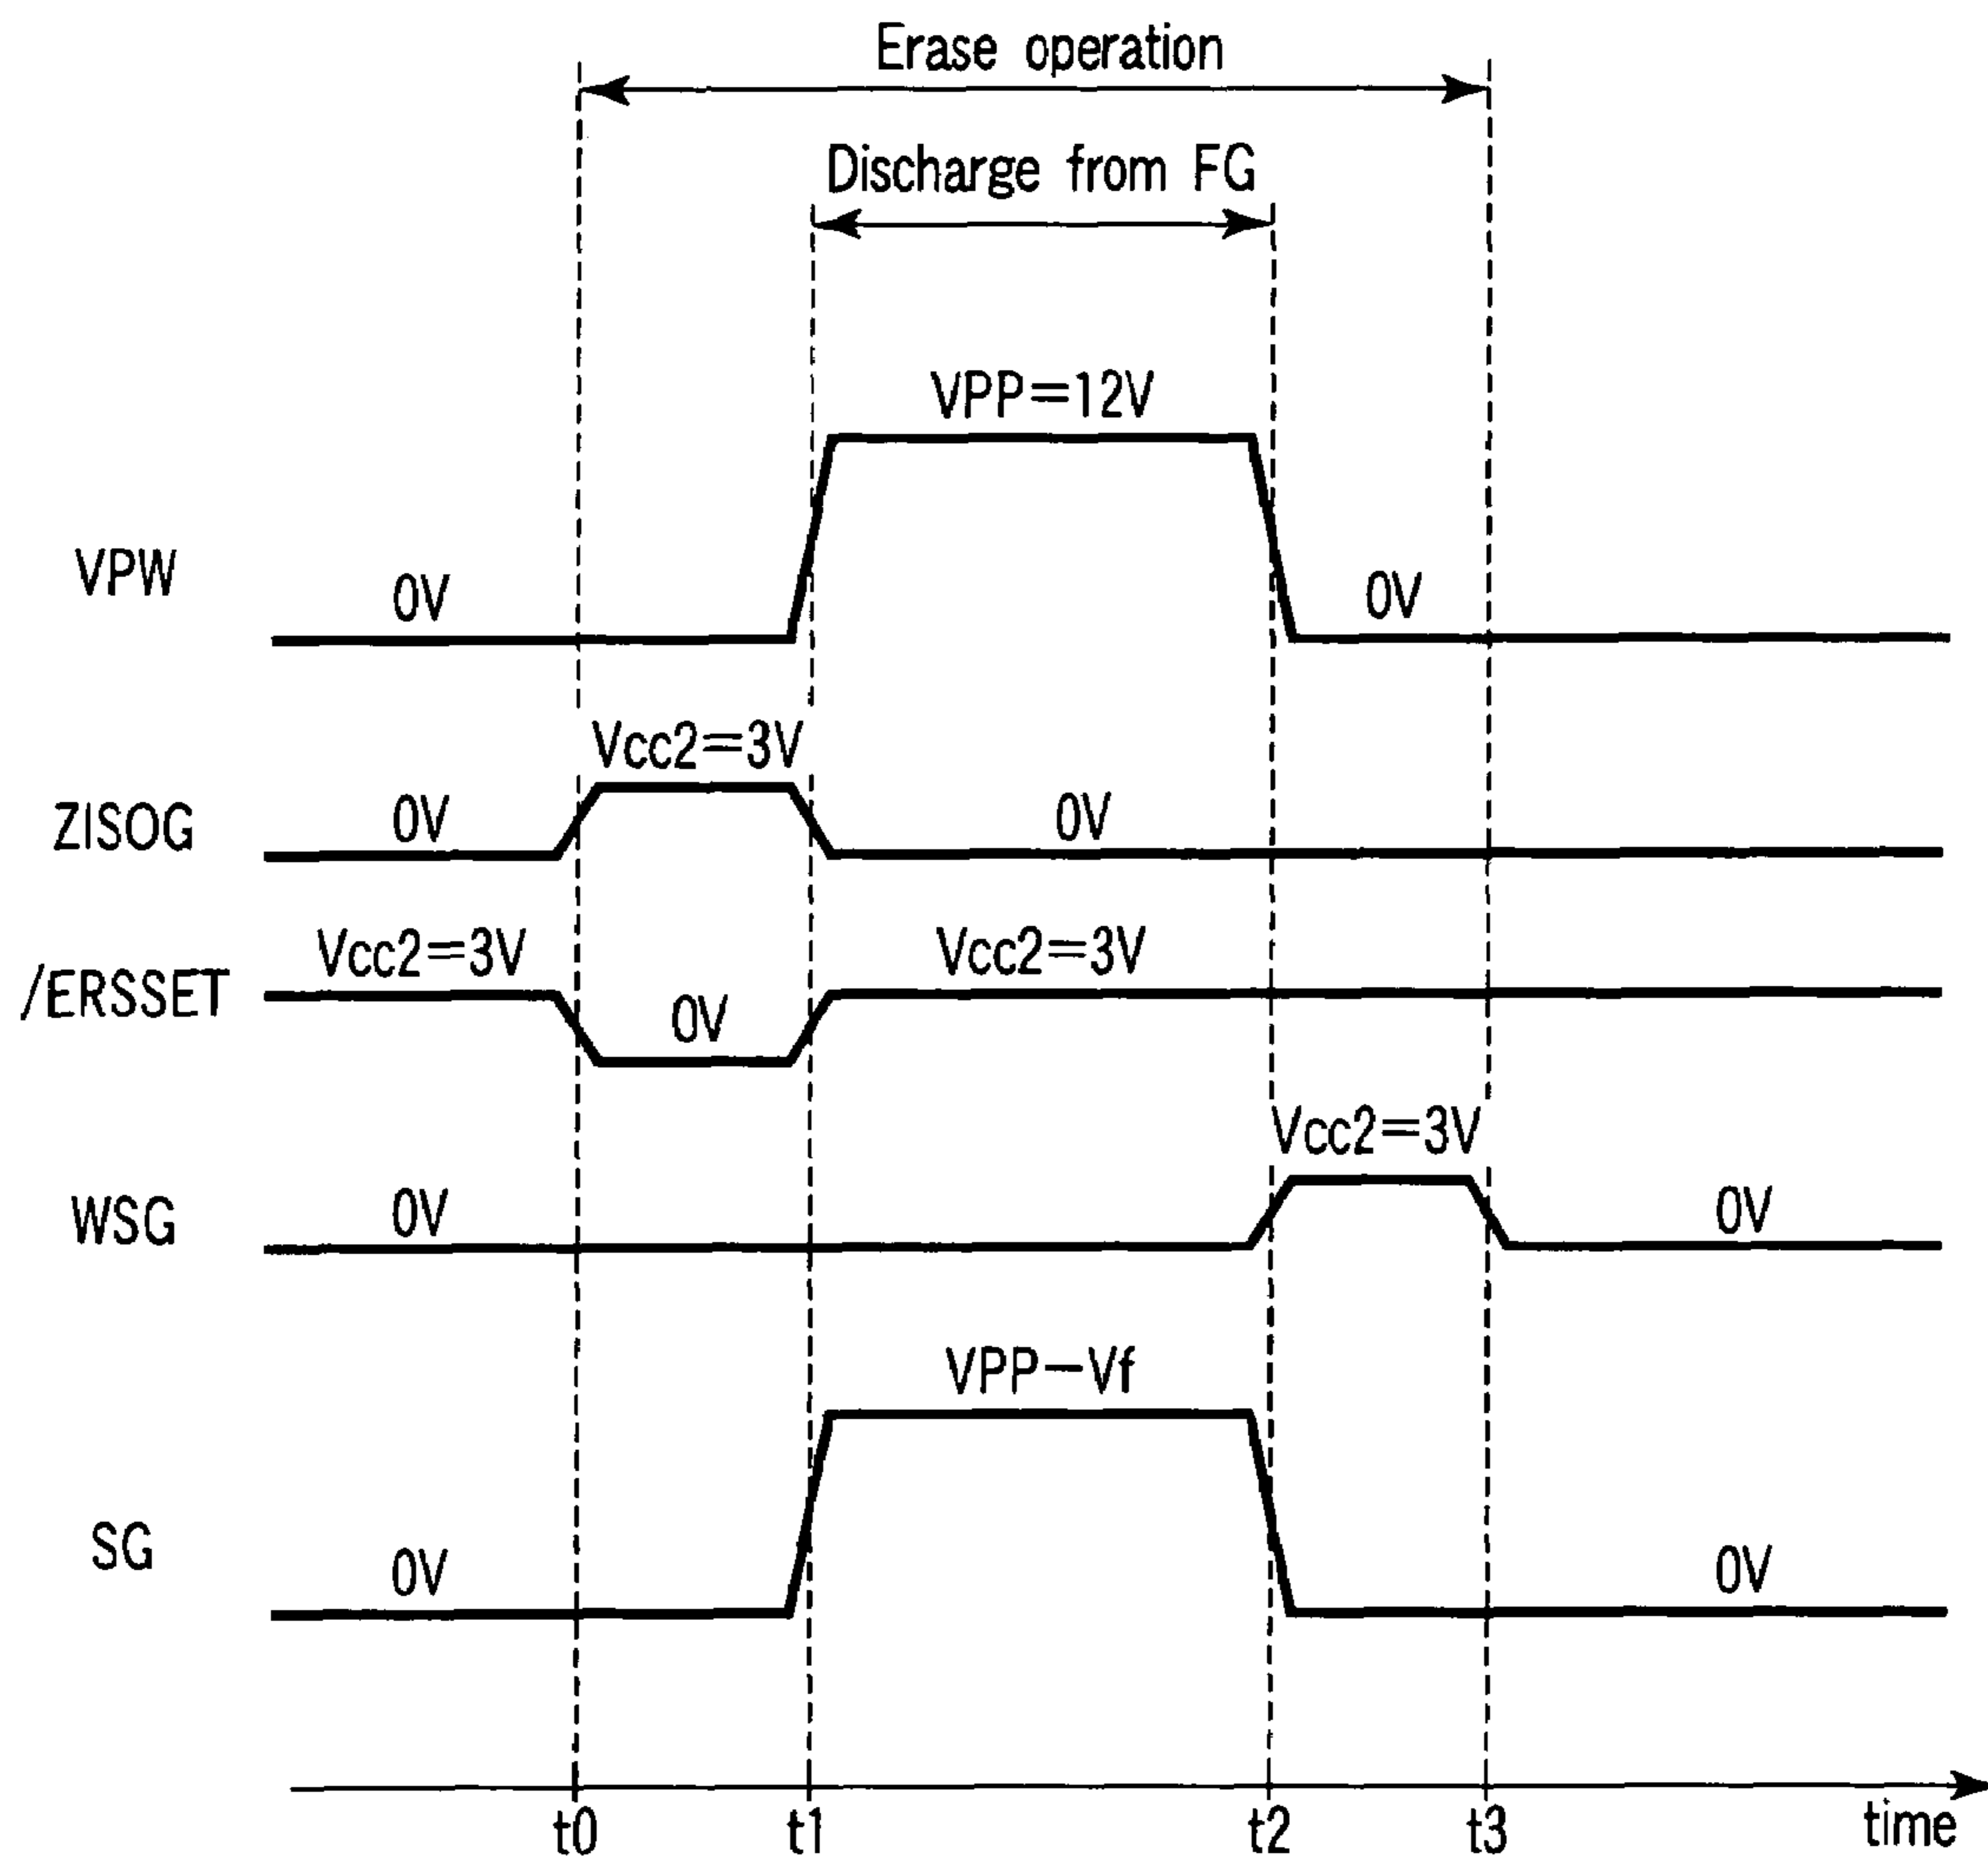 Erase operation
Discharge from FG
VPP=12V
VPW
0V
0V
Vcc2=3V
ZISOG
0V
0V
Vcc2=3V
Vcc2=3V
/ERSSET
0V
Vcc2=3V
WSG
0V
0V
VPP-Vf
SG
0V
0V
t0
t1
t2
t3
time